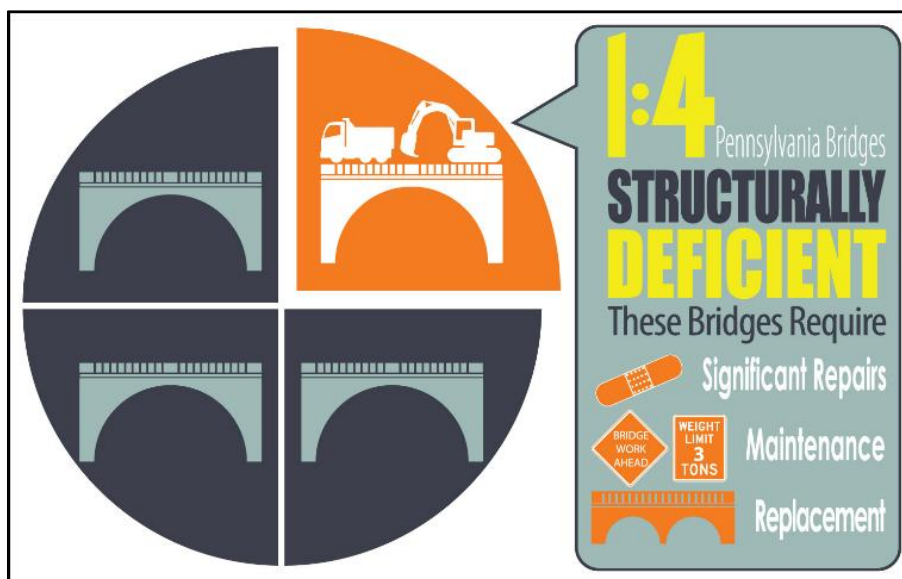 1:4
Pennsylvania Bridges
STRUCTURALLY
DEFICIENT
These Bridges Require
Significant Repairs
BRIDGE
WORK
AHEAD
WEIGHT
LIMIT
3
TONS
Maintenance
Replacement